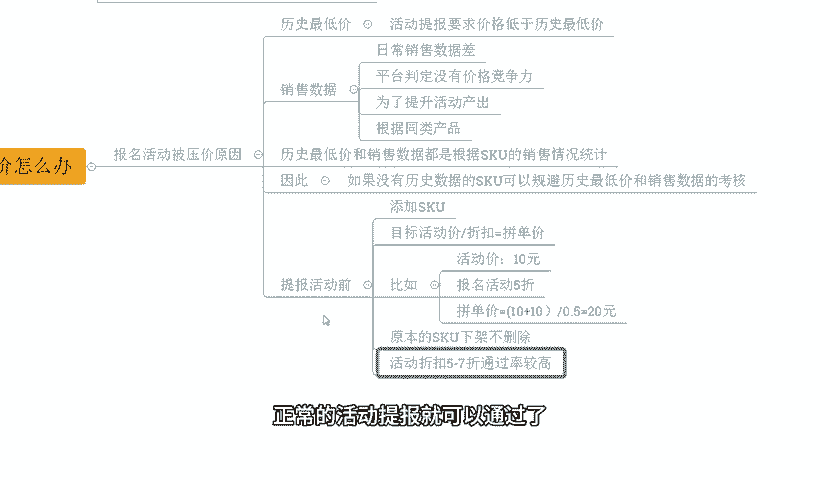 历史最低价 活动提报要求价格低于历史最低价
日常销售数据差
销售数据 平台判定没有价格竞争力
为了提升活动产出
根据同类产品
价怎么办 报名活动被压价原因 历史最低价和销售数据都是根据SKU的销售情况统计
因此 如果没有历史数据的SKU可以规避历史最低价和销售数据的考核
添加SKU
目标活动价/折扣=拼单价
活动价：10元
提报活动前 比如 报名活动5折
拼单价=(10+10）/0.5=20元
原本的SKU下架不删除
活动折扣5-7折通过率较高
正常的活动提报就可以通过了